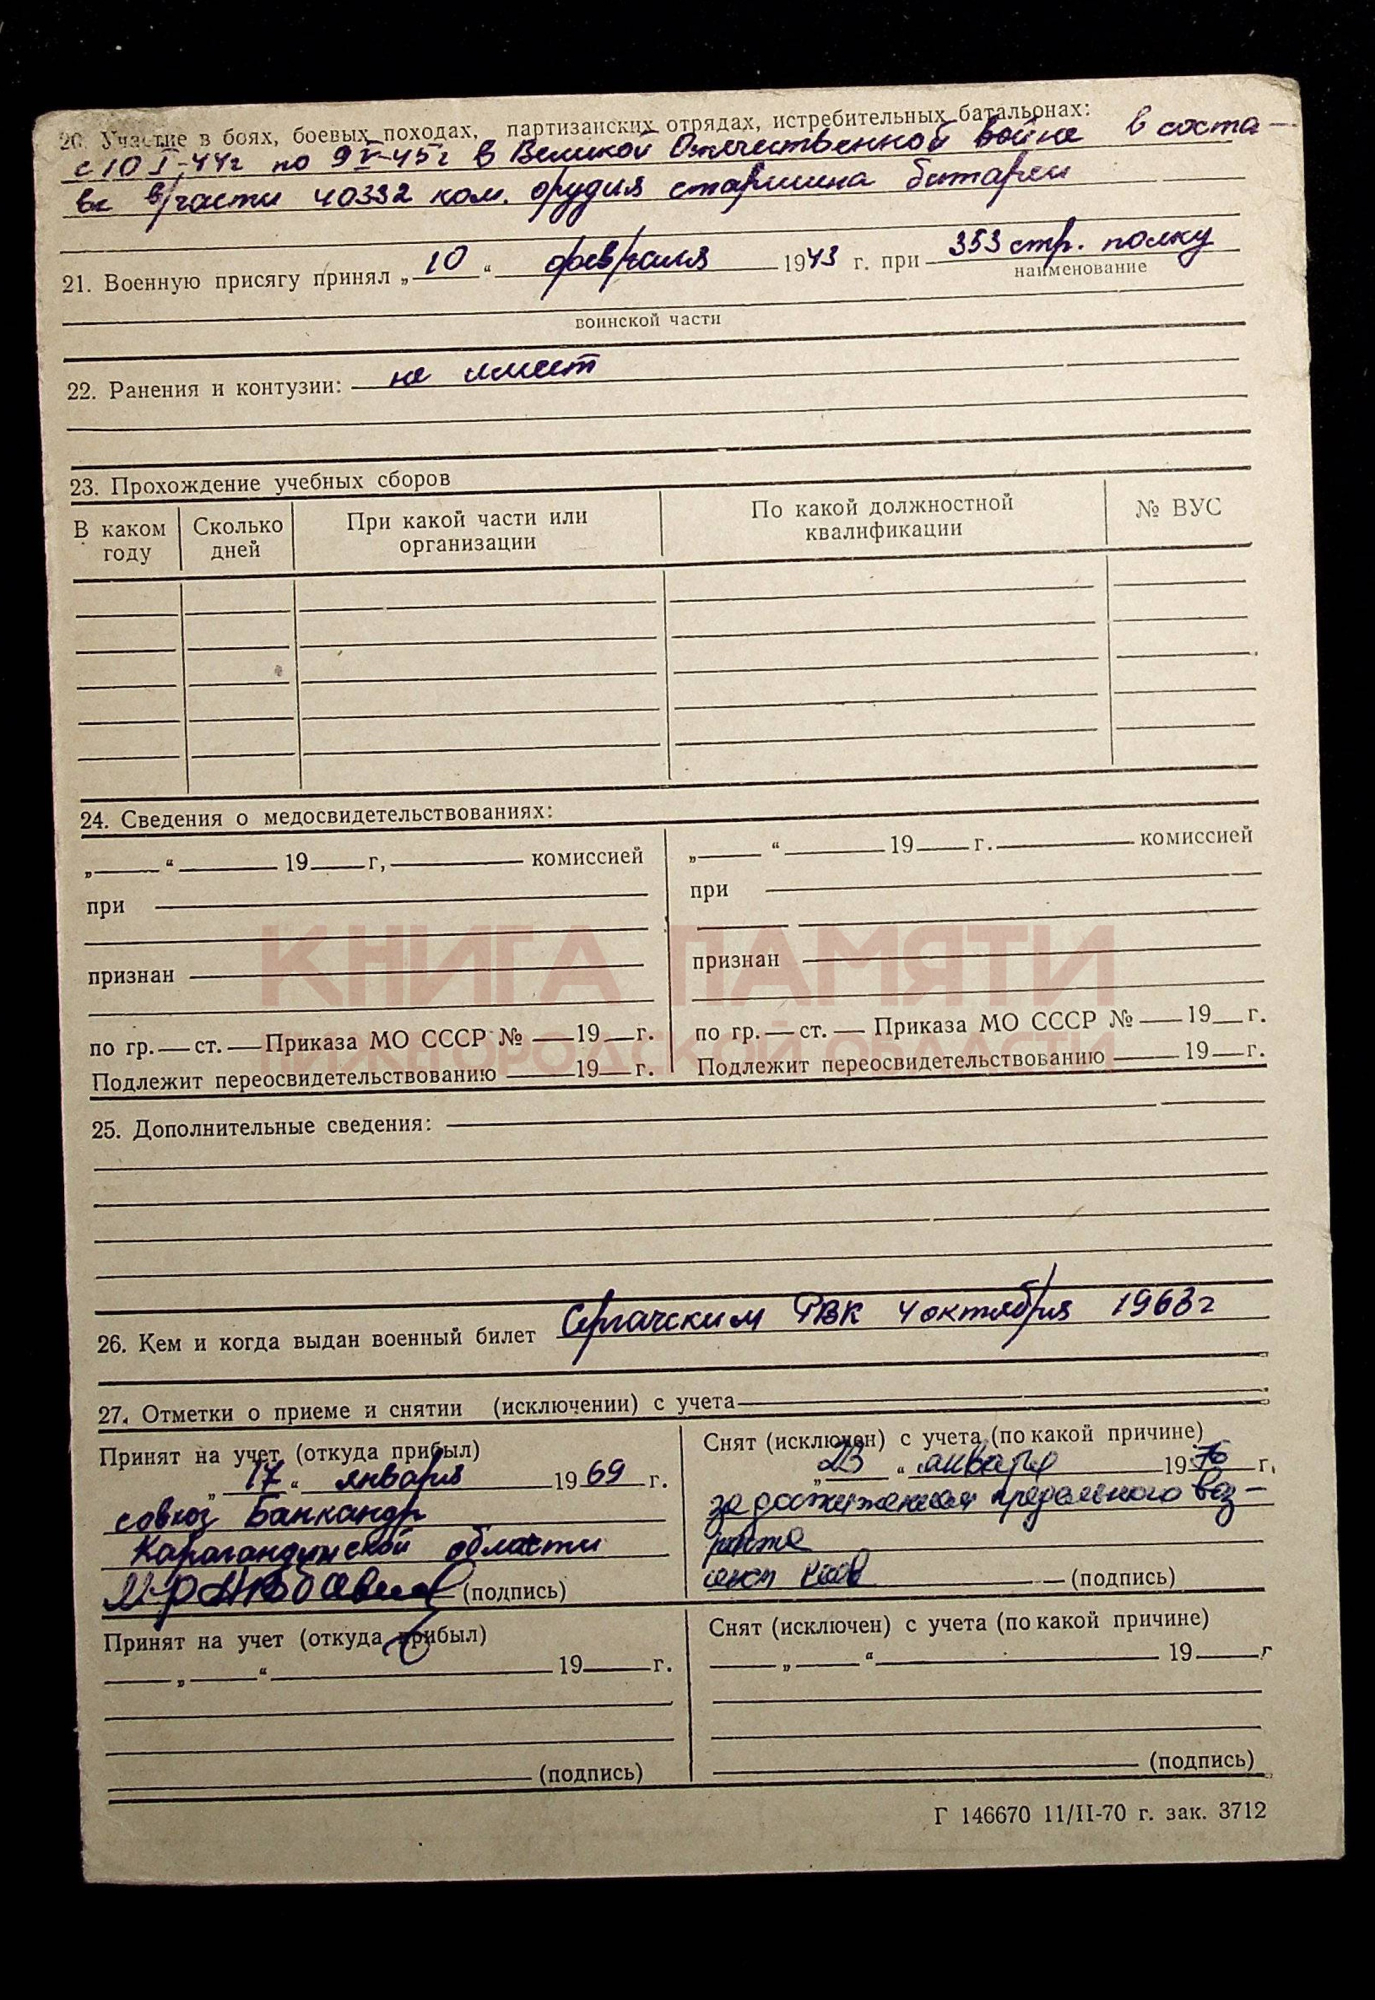 20. Участие в боях, боевых походах, партизанских отрядах, истребительных батальонах:
с 10 I-44г по 9 V-45г в Великой Отечественной войне в соста-
ве в/части 40332 ком. орудия старшина батареи
21. Военную присягу принял „10“ февраля 1943 г. при 353 стр. полку
наименование
воинской части
22. Ранения и контузии: не имеет
23. Прохождение учебных сборов
В каком году Сколько дней При какой части или организации По какой должностной квалификации № ВУС
24. Сведения о медосвидетельствованиях:
„ “ 19 г, комиссией „ “ 19 г. комиссией
при при
КНИГА ПАМЯТИ
признан признан
НИЖЕГОРОДСКОЙ ОБЛАСТИ
по гр. ст. Приказа МО СССР № 19 г. по гр. ст. Приказа МО СССР № 19 г.
Подлежит переосвидетельствованию 19 г. Подлежит переосвидетельствованию 19 г.
25. Дополнительные сведения:
26. Кем и когда выдан военный билет Сергачским РВК 4 октября 1963г
27. Отметки о приеме и снятии (исключении) с учета
Принят на учет (откуда прибыл) Снят (исключен) с учета (по какой причине)
„17“ января 1969 г. „23“ января 1976 г.
совхоз за достижением предельного воз-
Карагандинской области раста
(подпись) (подпись)
Принят на учет (откуда прибыл) Снят (исключен) с учета (по какой причине)
„ “ 19 г. „ “ 19 г
(подпись) (подпись)
Г 146670 11/II-70 г. зак. 3712